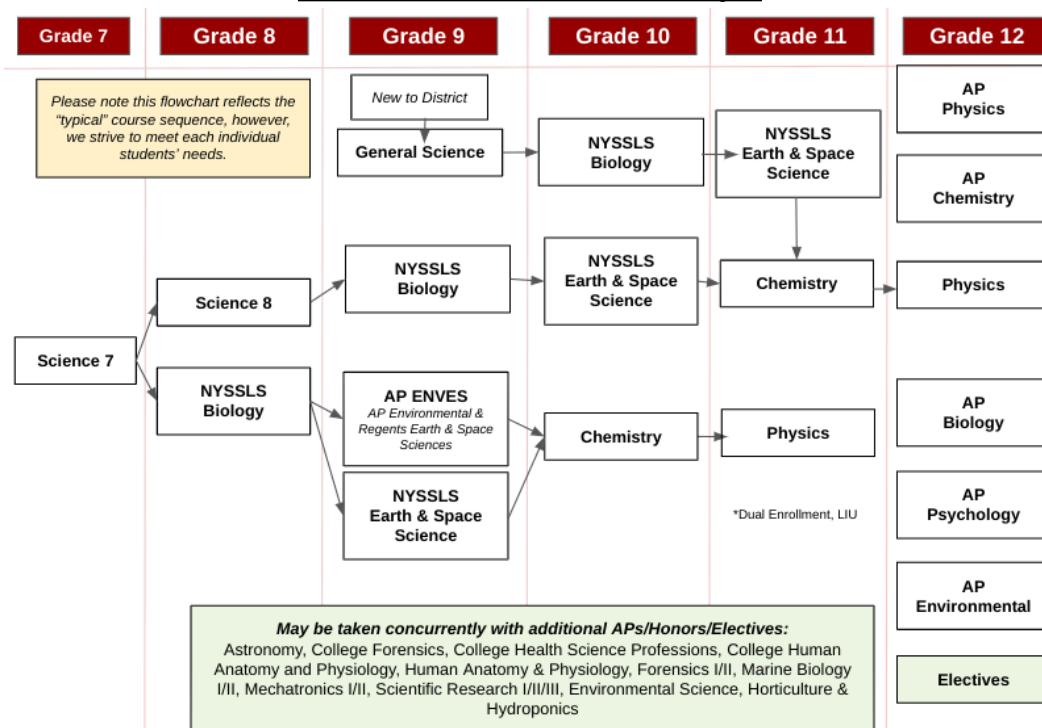 Grade 7
Grade 8
Grade 9
Grade 10
Grade 11
Grade 12
Please note this flowchart reflects the
“typical” course sequence, however,
we strive to meet each individual
students’ needs.
New to District
General Science
NYSSLS
Biology
NYSSLS
Earth & Space
Science
AP
Physics
AP
Chemistry
Science 7
Science 8
NYSSLS
Biology
NYSSLS
Earth & Space
Science
Chemistry
Physics
NYSSLS
Biology
AP ENVES
AP Environmental &
Regents Earth & Space
Sciences
NYSSLS
Earth & Space
Science
Chemistry
Physics
*Dual Enrollment, LIU
AP
Biology
AP
Psychology
AP
Environmental
Electives
May be taken concurrently with additional APs/Honors/Electives:
Astronomy, College Forensics, College Health Science Professions, College Human
Anatomy and Physiology, Human Anatomy & Physiology, Forensics I/II, Marine Biology
I/II, Mechatronics I/II, Scientific Research I/II/III, Environmental Science, Horticulture &
Hydroponics